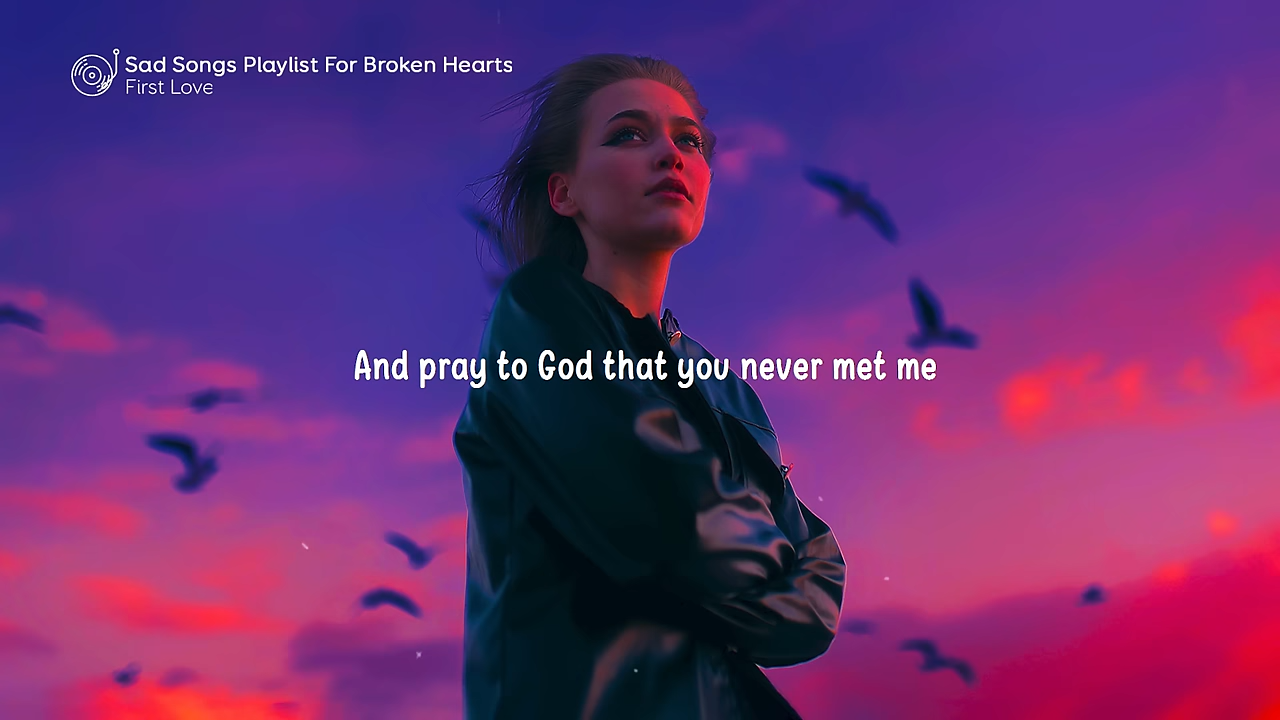 Sad Songs Playlist For Broken Hearts
First Love
And pray to God that you never met me